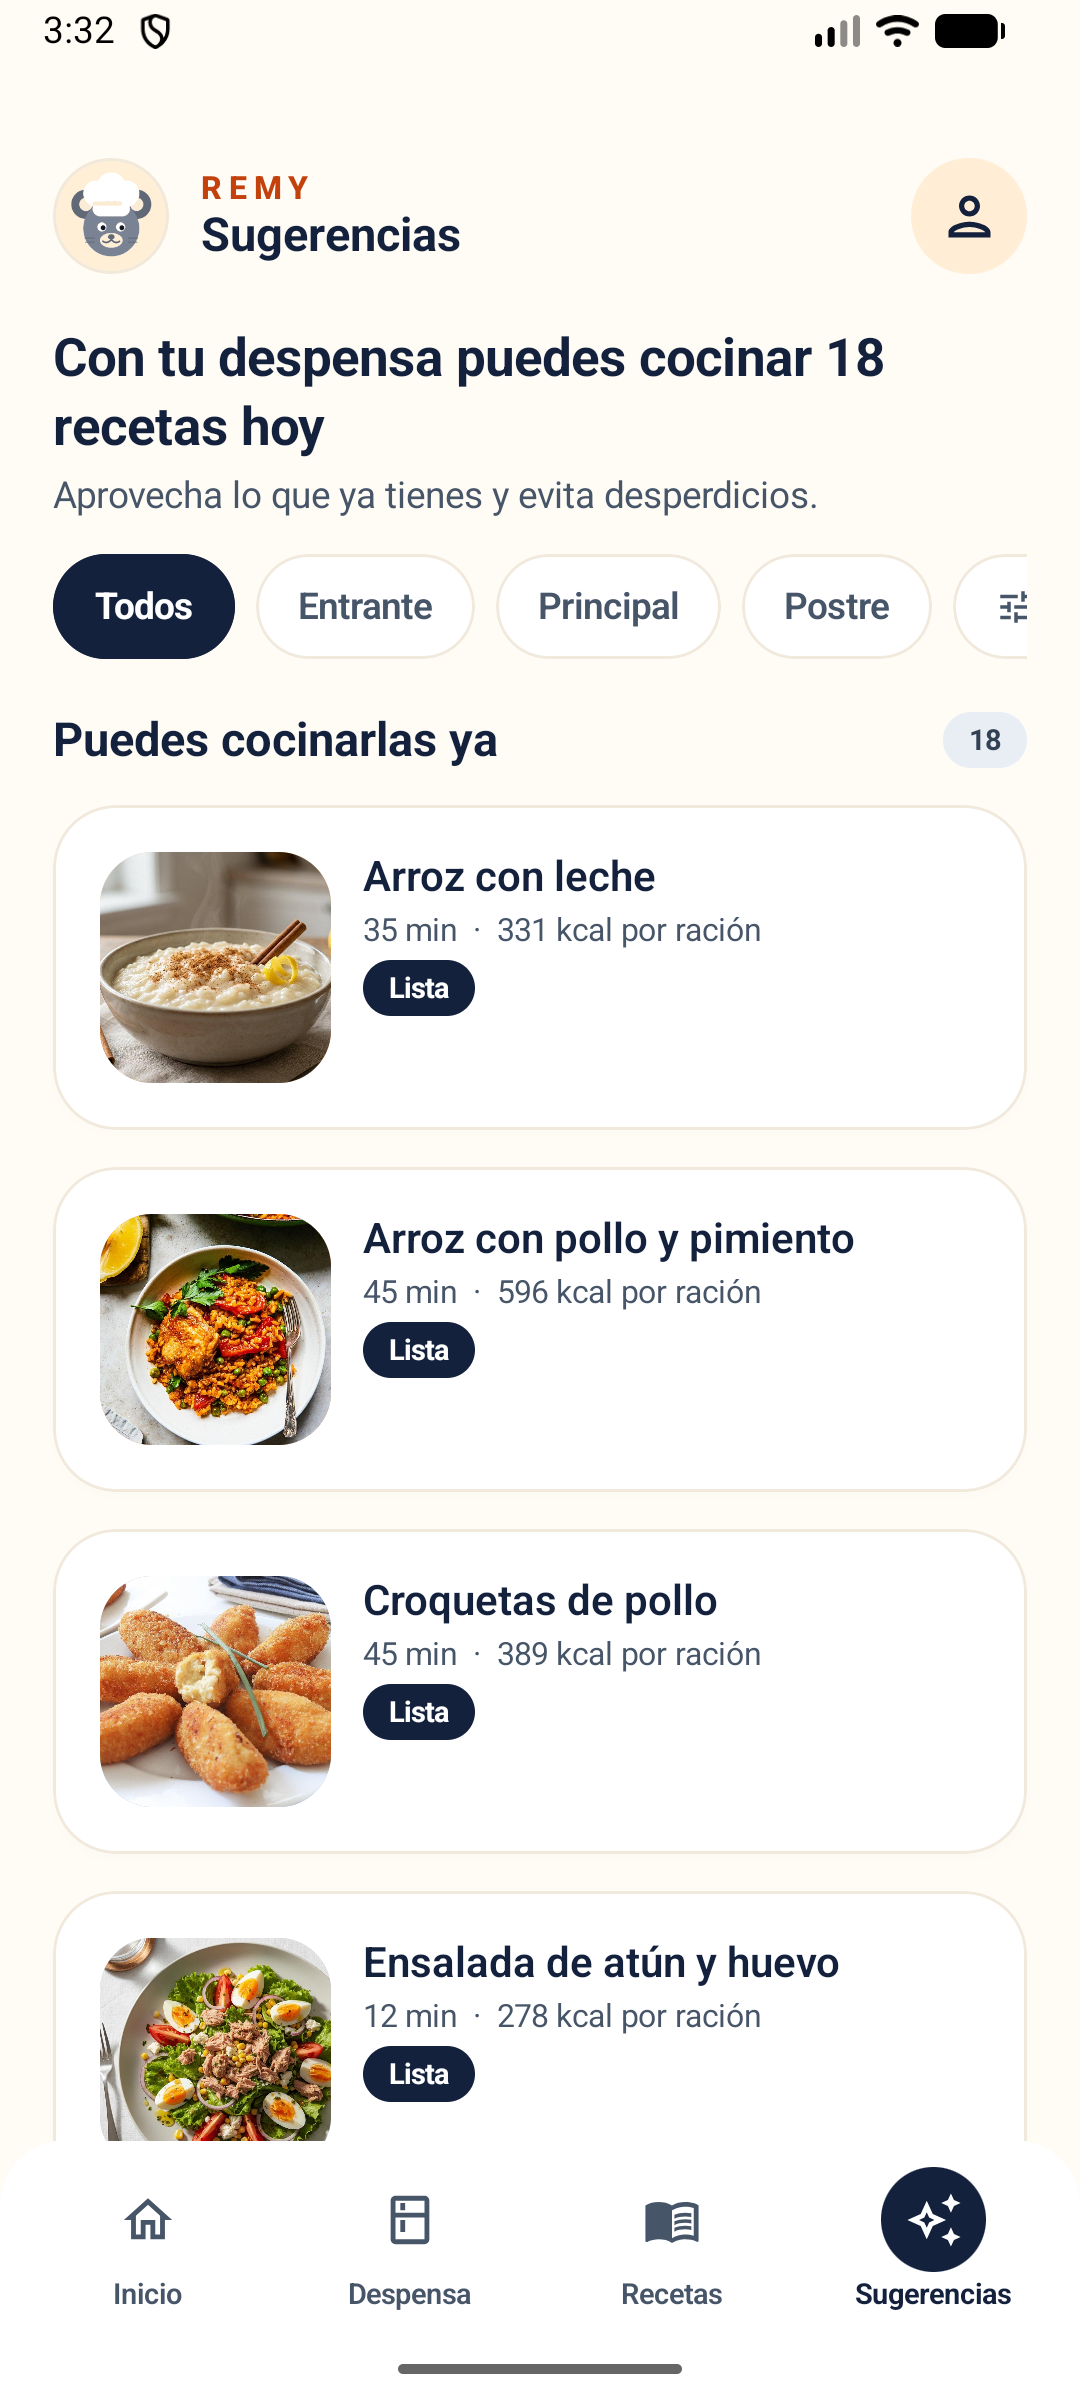 3:32
REMY
Sugerencias
Con tu despensa puedes cocinar 18
recetas hoy
Aprovecha lo que ya tienes y evita desperdicios.
Todos
Entrante
Principal
Postre
Puedes cocinarlas ya
18
Arroz con leche
35 min · 331 kcal por ración
Lista
Arroz con pollo y pimiento
45 min · 596 kcal por ración
Lista
Croquetas de pollo
45 min · 389 kcal por ración
Lista
Ensalada de atún y huevo
12 min · 278 kcal por ración
Lista
Inicio
Despensa
Recetas
Sugerencias